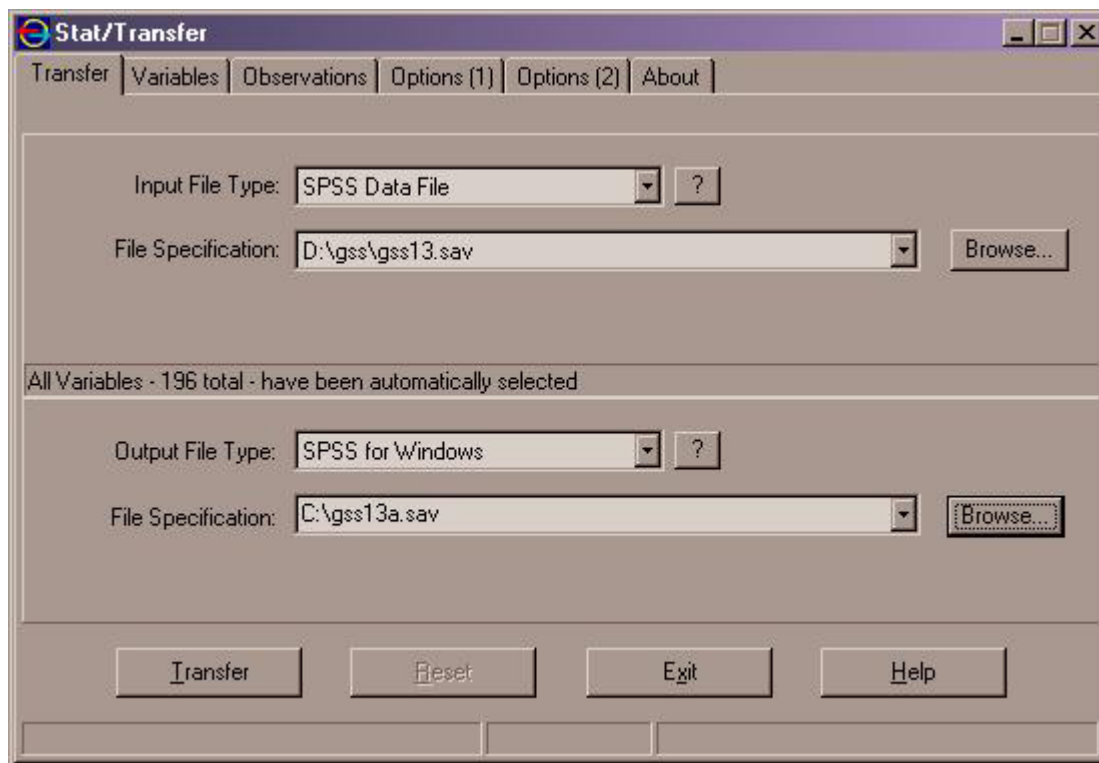 Stat/Transfer
Transfer Variables Observations Options (1) Options (2) About
Input File Type: SPSS Data File ?
File Specification: D:\gss\gss13.sav Browse...
All Variables - 196 total - have been automatically selected
Output File Type: SPSS for Windows ?
File Specification: C:\gss13a.sav Browse...
Transfer Reset Exit Help